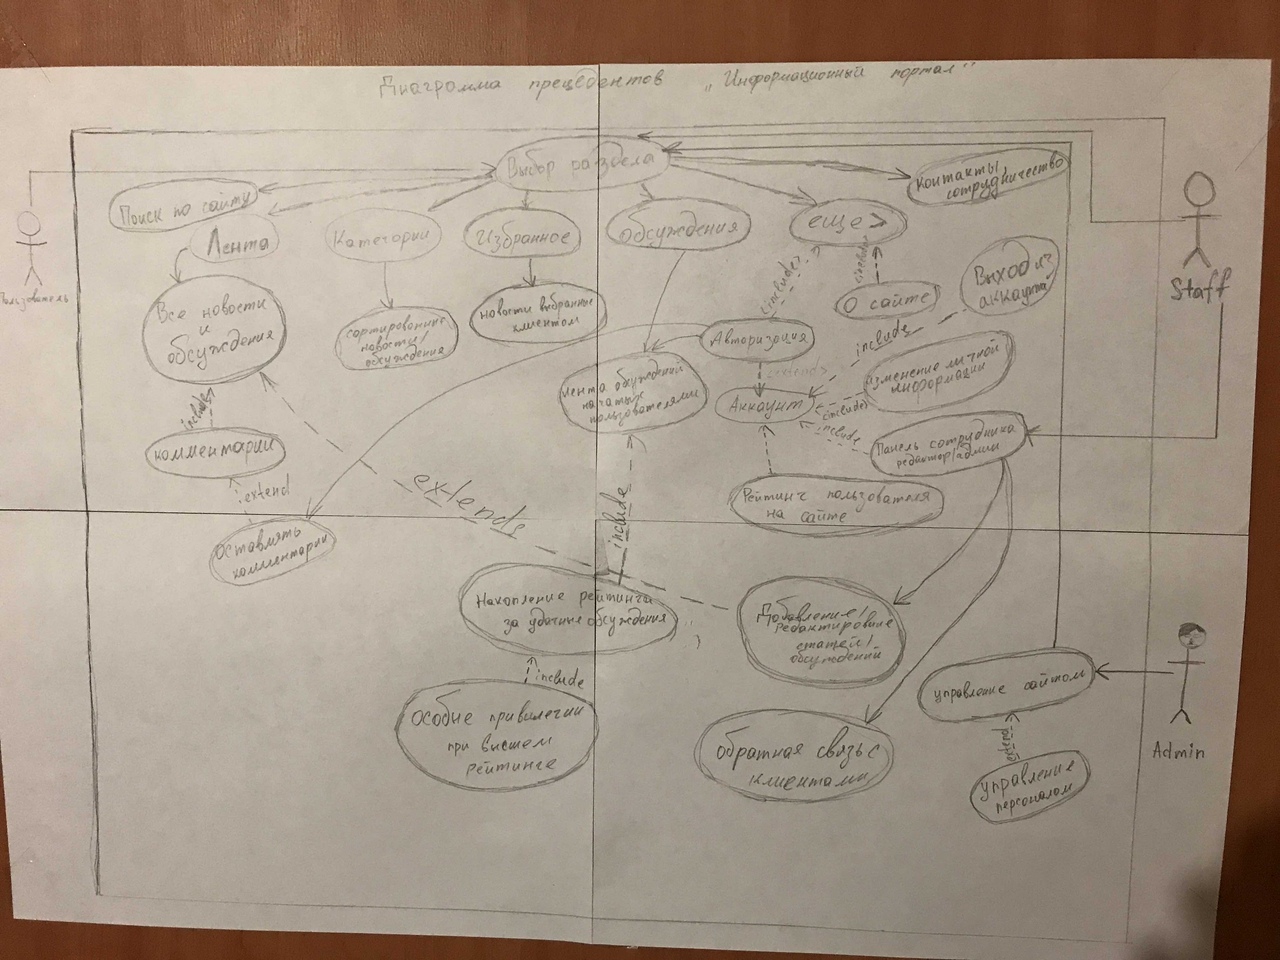 Диаграмма прецедентов „Информационный портал"
Выбор раздела
Поиск по сайту
Контакты,
сотрудничество
Лента
Категории
Избранное
обсуждения
еще >
Выход из
аккаунта
Пользователь
Staff
Все новости
и
обсуждения
сортированние
новости/
обсуждения
новости выбранные
клиентом
include
include
О сайте
Авторизация
include
изменение личной
информации
лента обсуждений
начатых
пользователями
extends
Аккаунт
include
include
Панель сотрудника
редактор/админ
include
комментарии
extend
extends
include
Рейтинг пользователя
на сайте
Оставлять
комментарии
Накопление рейтинга
за удачные обсуждения
Добавление/
редактировние
статей/
обсуждений
include
особые привилегии
при высшем
рейтинге
обратная связь с
клиентами
управление сайтом
extend
управление
персоналом
Admin